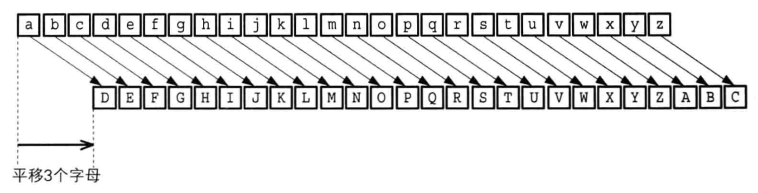 a b c d e f g h i j k l m n o p q r s t u v w x y z
D E F G H I J K L M N O P Q R S T U V W X Y Z A B C
平移3个字母